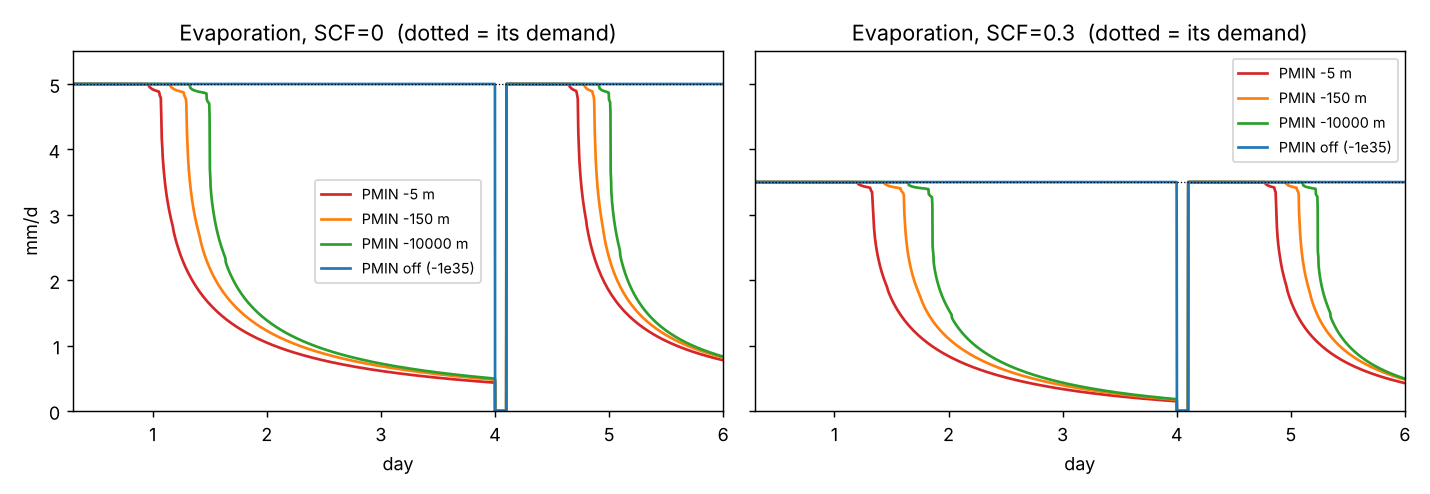 Evaporation, SCF=0 (dotted = its demand)
mm/d
5
4
3
2
1
0
PMIN -5 m
PMIN -150 m
PMIN -10000 m
PMIN off (-1e35)
1 2 3 4 5 6
day
Evaporation, SCF=0.3 (dotted = its demand)
PMIN -5 m
PMIN -150 m
PMIN -10000 m
PMIN off (-1e35)
1 2 3 4 5 6
day